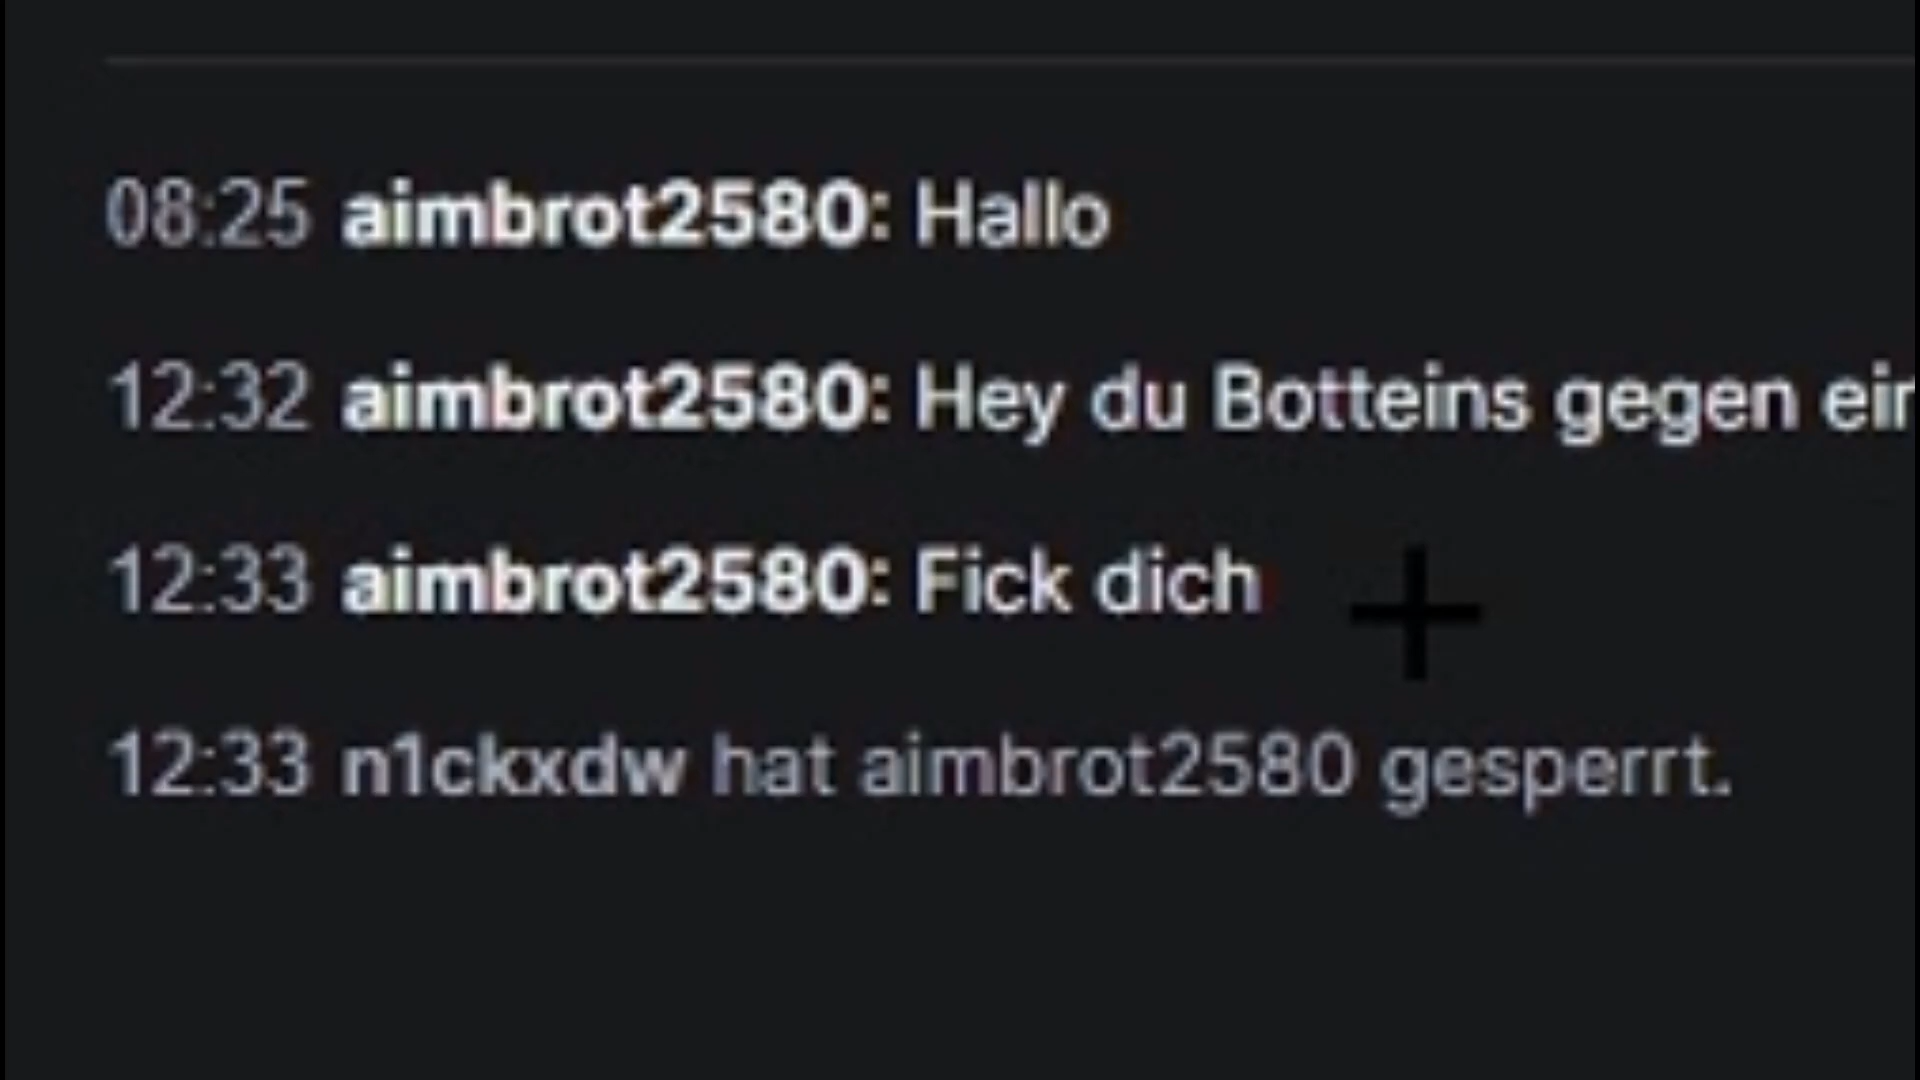 08:25 aimbrot2580: Hallo
12:32 aimbrot2580: Hey du Botteins gegen
12:33 aimbrot2580: Fick dich
12:33 n1ckxdw hat aimbrot2580 gesperrt.